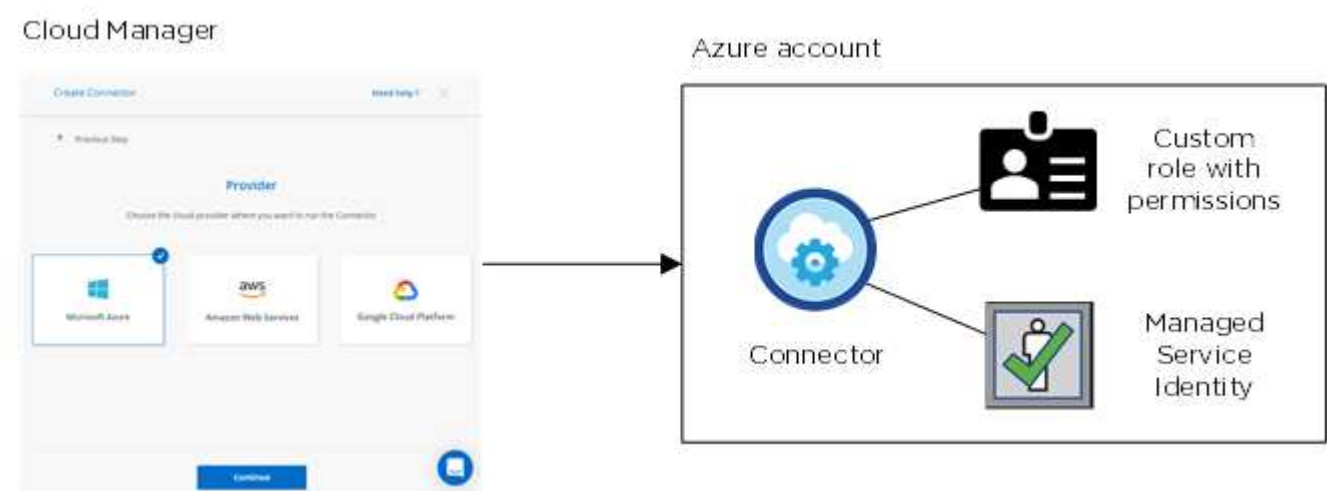 Cloud Manager
Create Connector
Need help?
Previous Step
Provider
Choose the cloud provider where you want to run the Connector
Microsoft Azure
aws
Amazon Web Services
Google Cloud Platform
Continue
Azure account
Custom
role with
permissions
Connector
Managed
Service
Identity